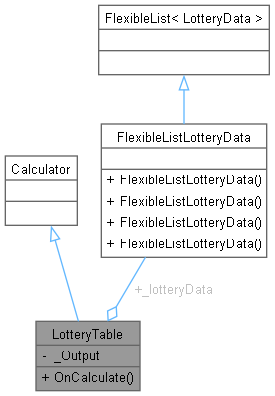 FlexibleList< LotteryData >
FlexibleListLotteryData
+ FlexibleListLotteryData()
+ FlexibleListLotteryData()
+ FlexibleListLotteryData()
+ FlexibleListLotteryData()
Calculator
+_lotteryData
LotteryTable
- _Output
+ OnCalculate()